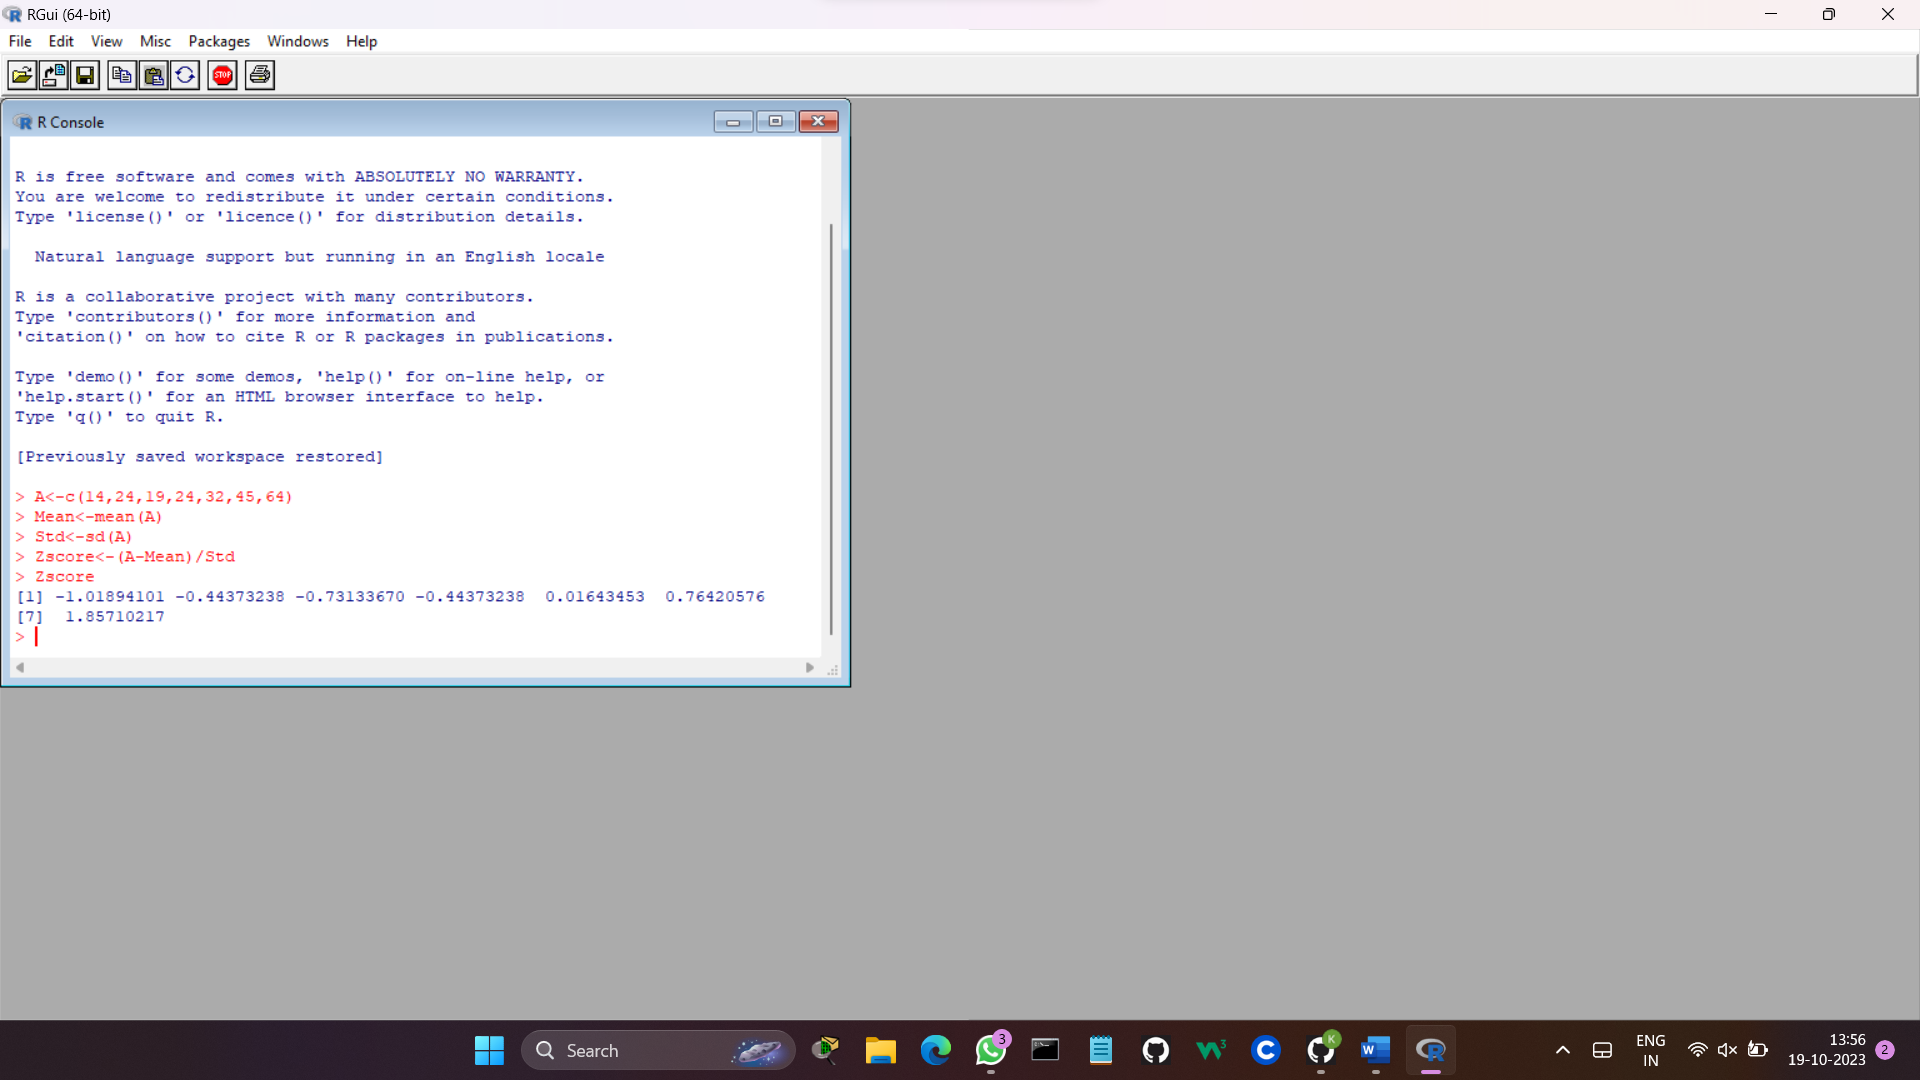 RGui (64-bit)
File Edit View Misc Packages Windows Help
STOP
R Console
R is free software and comes with ABSOLUTELY NO WARRANTY.
You are welcome to redistribute it under certain conditions.
Type 'license()' or 'licence()' for distribution details.
Natural language support but running in an English locale
R is a collaborative project with many contributors.
Type 'contributors()' for more information and
'citation()' on how to cite R or R packages in publications.
Type 'demo()' for some demos, 'help()' for on-line help, or
'help.start()' for an HTML browser interface to help.
Type 'q()' to quit R.
[Previously saved workspace restored]
> A<-c(14,24,19,24,32,45,64)
> Mean<-mean(A)
> Std<-sd(A)
> Zscore<-(A-Mean)/Std
> Zscore
[1] -1.01894101 -0.44373238 -0.73133670 -0.44373238  0.01643453  0.76420576
[7]  1.85710217
>
Search
3
W3
C
K
W
R
ENG
IN
13:56
19-10-2023
2